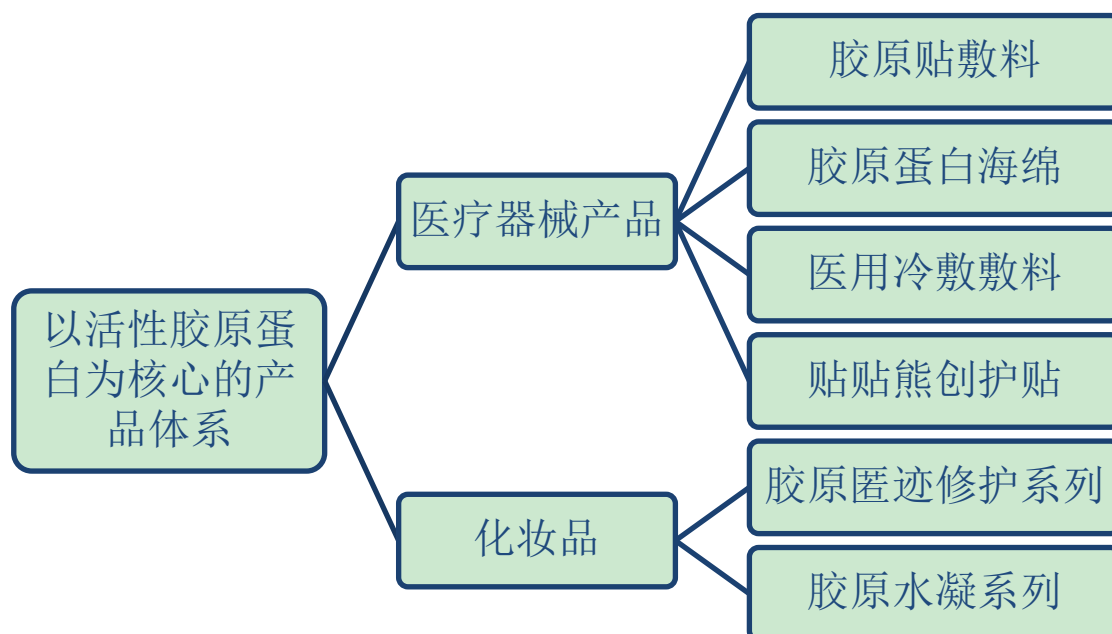 以活性胶原蛋
白为核心的产
品体系
医疗器械产品
胶原贴敷料
胶原蛋白海绵
医用冷敷敷料
贴贴熊创护贴
化妆品
胶原匿迹修护系列
胶原水凝系列